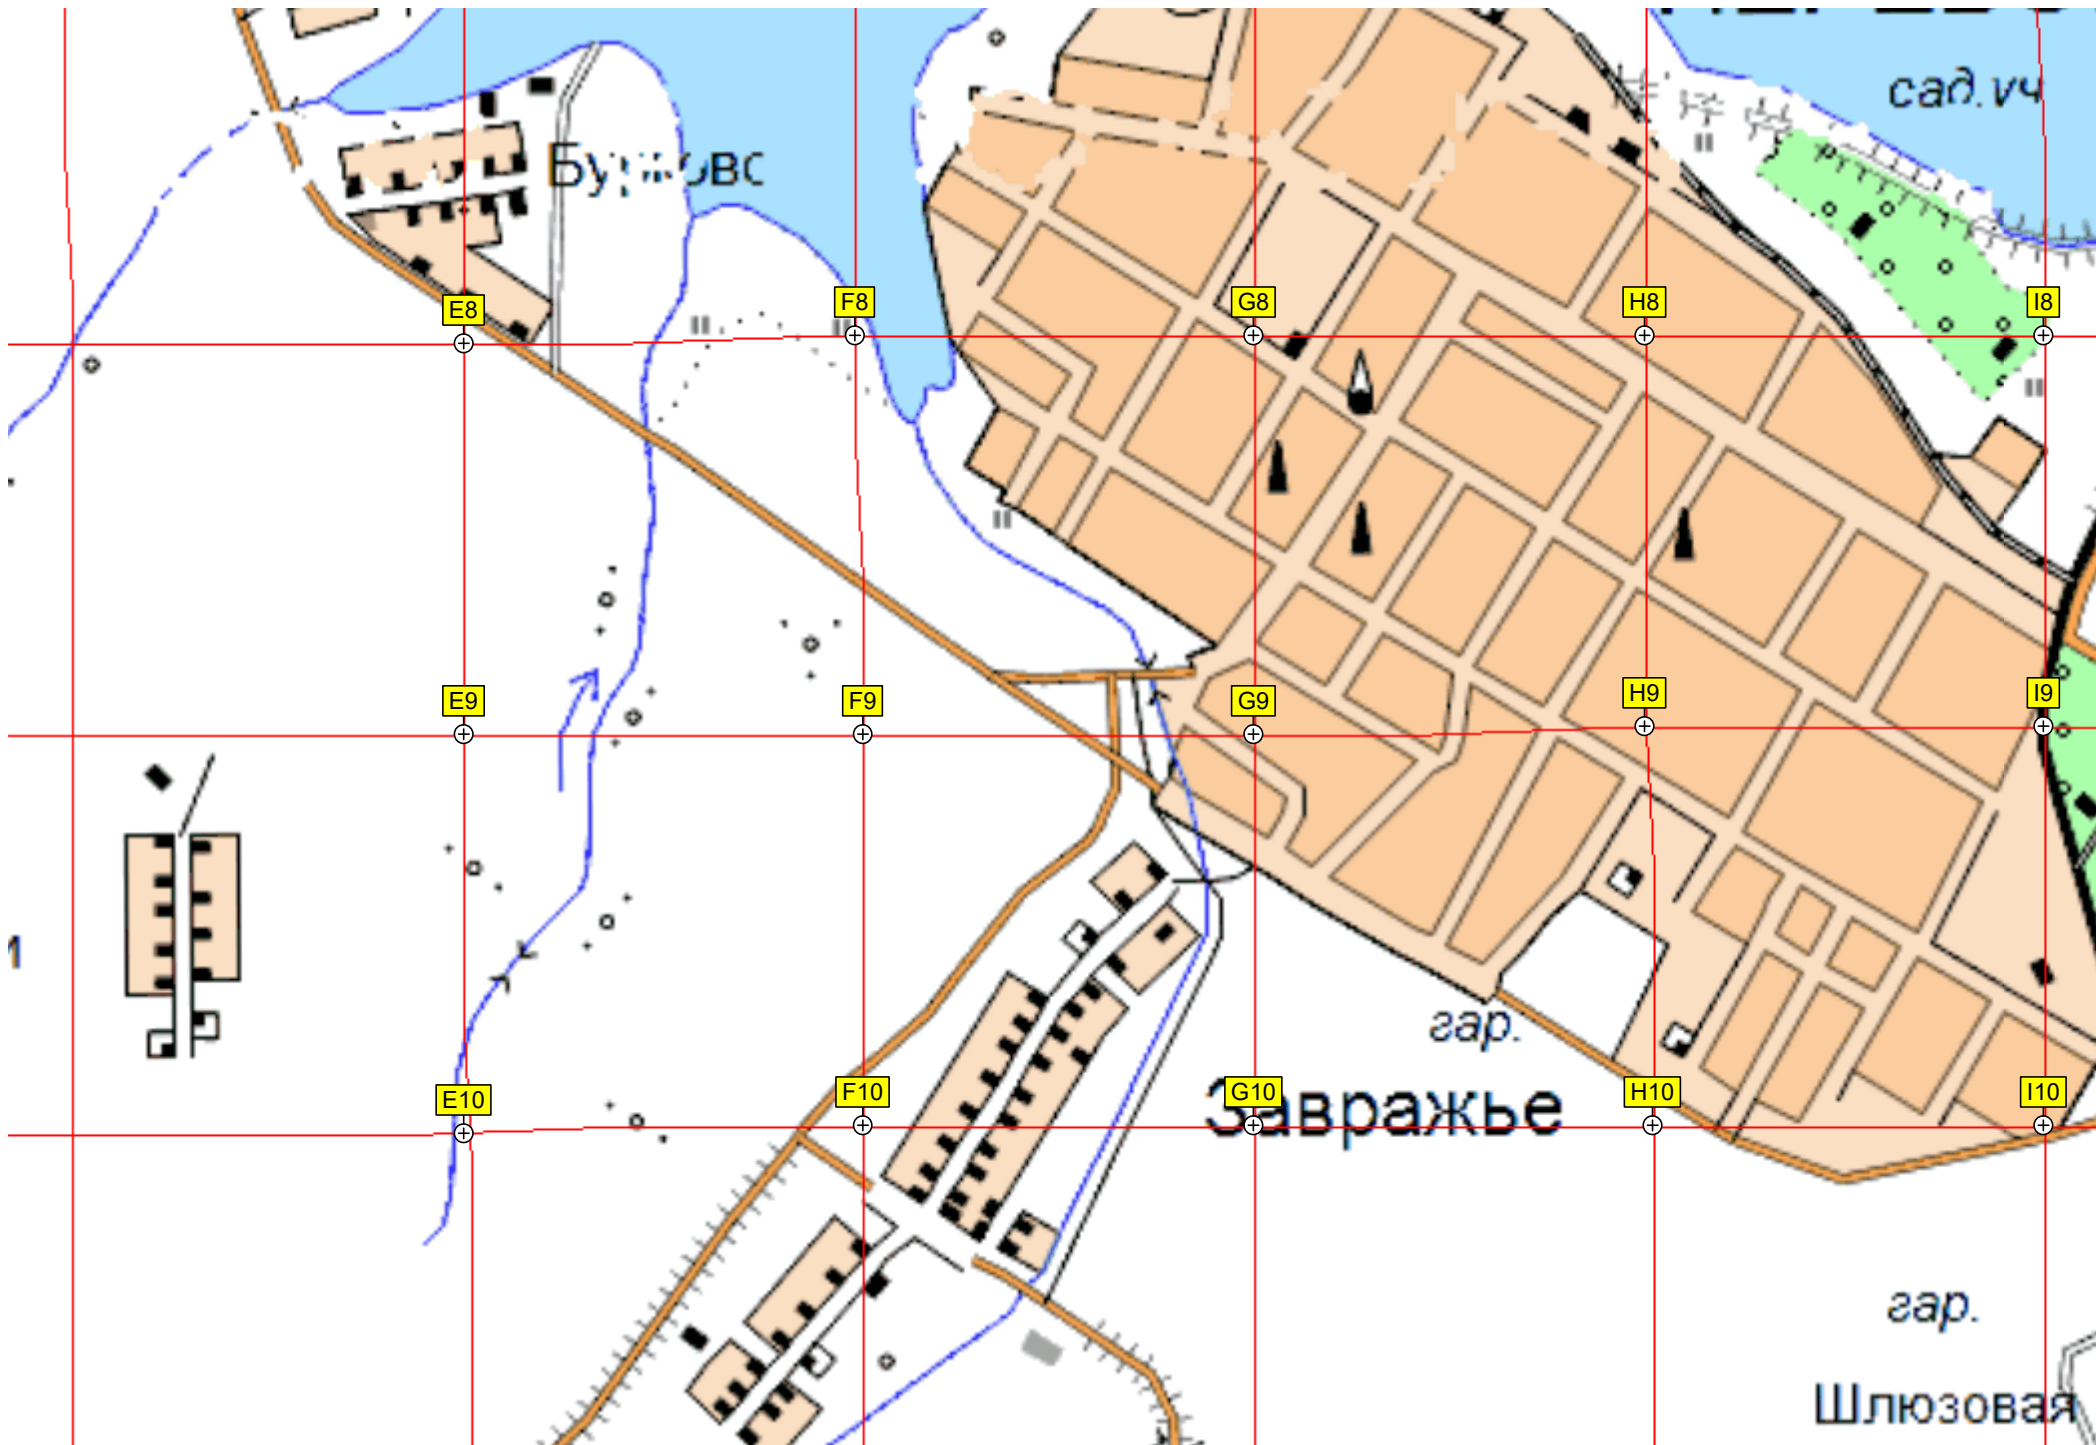 сад.уч
E8
F8
G8
H8
I8
E9
F9
G9
H9
I9
гар.
E10
F10
G10
H10
I10
Завражье
гар.
Шлюзовая